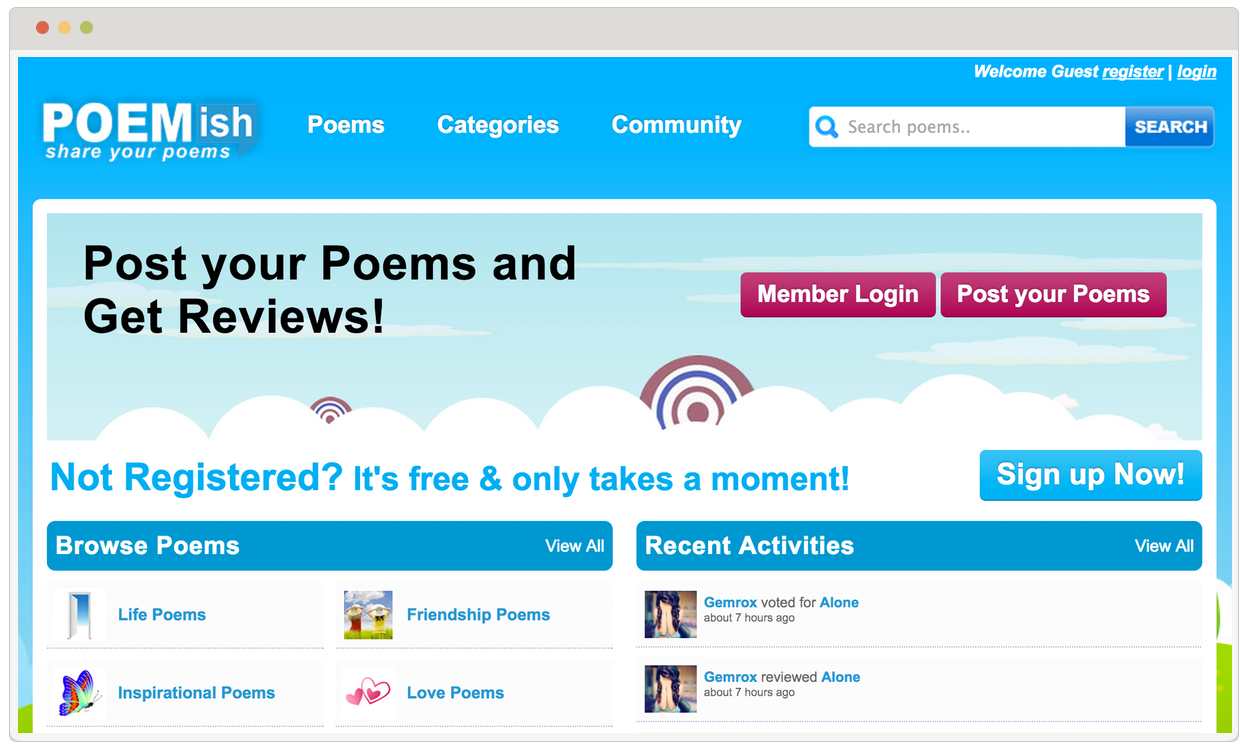 Welcome Guest register | login
POEMish
share your poems
Poems
Categories
Community
Search poems..
SEARCH
Post your Poems and
Get Reviews!
Member Login
Post your Poems
Not Registered? It's free & only takes a moment!
Sign up Now!
Browse Poems
View All
Life Poems
Friendship Poems
Inspirational Poems
Love Poems
Recent Activities
View All
Gemrox voted for Alone
about 7 hours ago
Gemrox reviewed Alone
about 7 hours ago